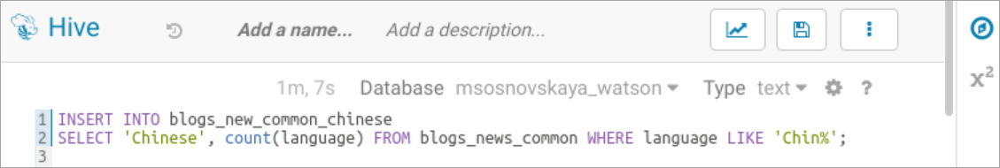 Hive Add a name... Add a description...
1m, 7s Database msosnovskaya_watson Type text ?
x²
1 INSERT INTO blogs_new_common_chinese
2 SELECT 'Chinese', count(language) FROM blogs_news_common WHERE language LIKE 'Chin%';
3